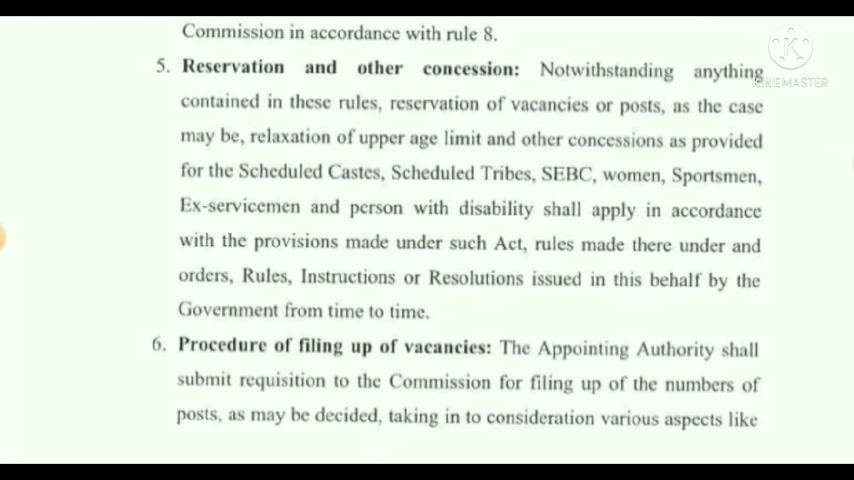 Commission in accordance with rule 8.
5. Reservation and other concession: Notwithstanding anything
contained in these rules, reservation of vacancies or posts, as the case
may be, relaxation of upper age limit and other concessions as provided
for the Scheduled Castes, Scheduled Tribes, SEBC, women, Sportsmen,
Ex-servicemen and person with disability shall apply in accordance
with the provisions made under such Act, rules made there under and
orders, Rules, Instructions or Resolutions issued in this behalf by the
Government from time to time.
6. Procedure of filing up of vacancies: The Appointing Authority shall
submit requisition to the Commission for filing up of the numbers of
posts, as may be decided, taking in to consideration various aspects like
K
KINEMASTER